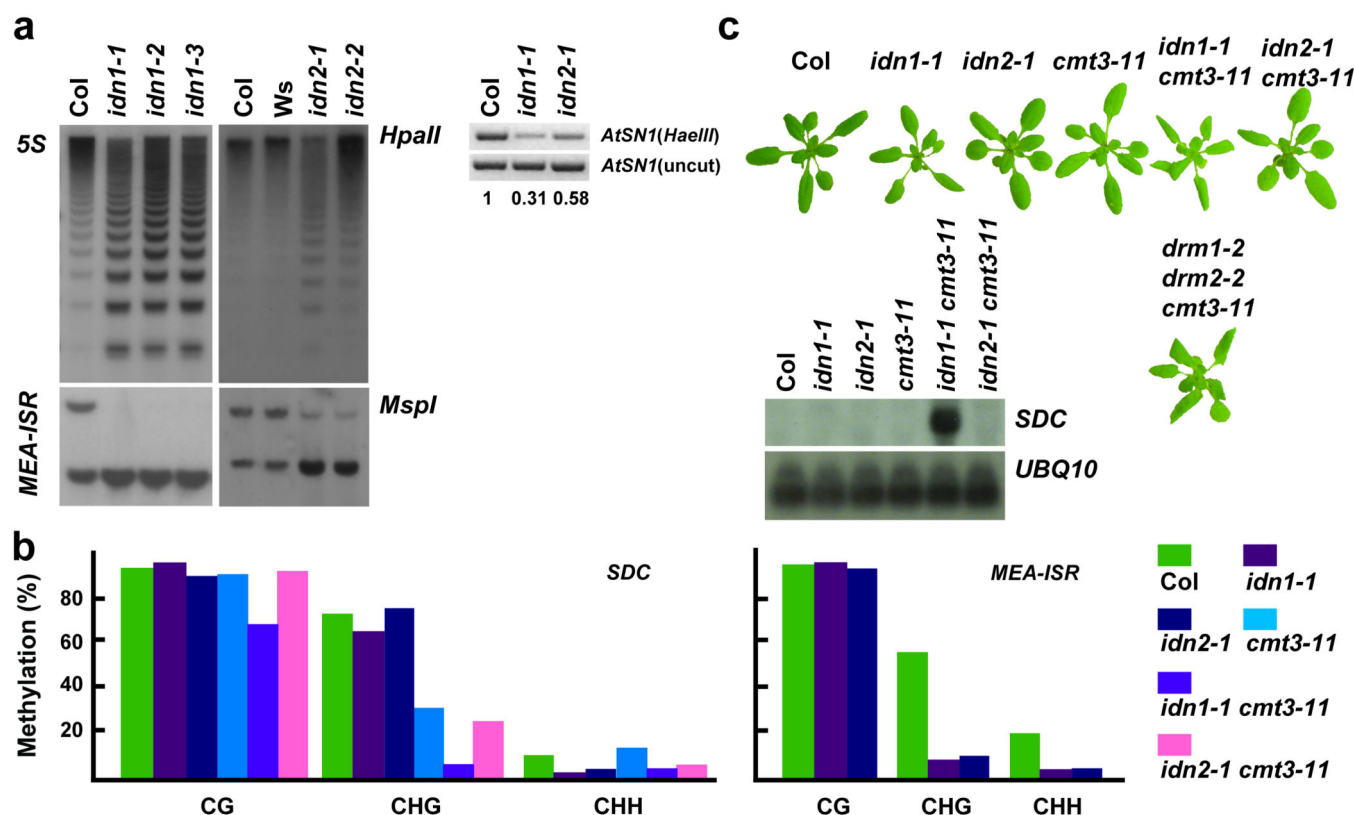 a
Col
idn1-1
idn1-2
idn1-3
Col
Ws
idn2-1
idn2-2
5S
HpaII
MEA-ISR
MspI
Col
idn1-1
idn2-1
AtSN1(HaeIII)
AtSN1(uncut)
1 0.31 0.58
c
Col
idn1-1
idn2-1
cmt3-11
idn1-1
cmt3-11
idn2-1
cmt3-11
drm1-2
drm2-2
cmt3-11
Col
idn1-1
idn2-1
cmt3-11
idn1-1 cmt3-11
idn2-1 cmt3-11
SDC
UBQ10
b
Methylation (%)
80
60
40
20
SDC
CG CHG CHH
MEA-ISR
CG CHG CHH
Col
idn1-1
idn2-1
cmt3-11
idn1-1 cmt3-11
idn2-1 cmt3-11